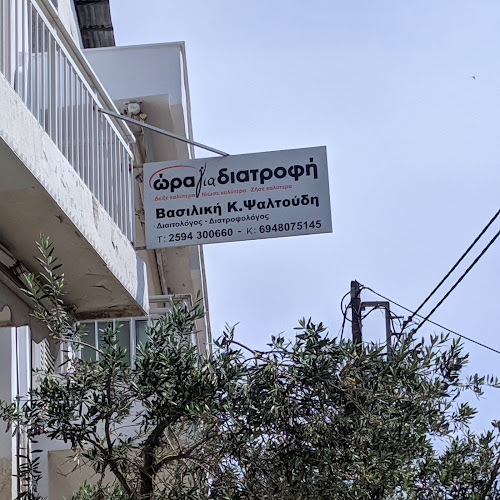 ώρα για διατροφή
Δείξε καλύτερα Νιώσε καλύτερα Ζήσε καλύτερα
Βασιλική Κ.Ψαλτούδη
Διαιτολόγος - Διατροφολόγος
Τ: 2594 300660 - Κ: 6948075145